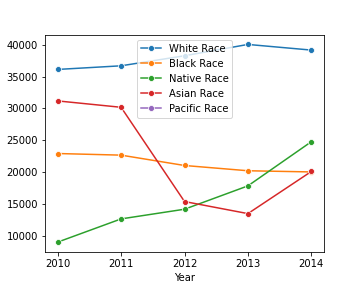 40000
35000
30000
25000
20000
15000
10000
White Race
Black Race
Native Race
Asian Race
Pacific Race
2010 2011 2012 2013 2014
Year